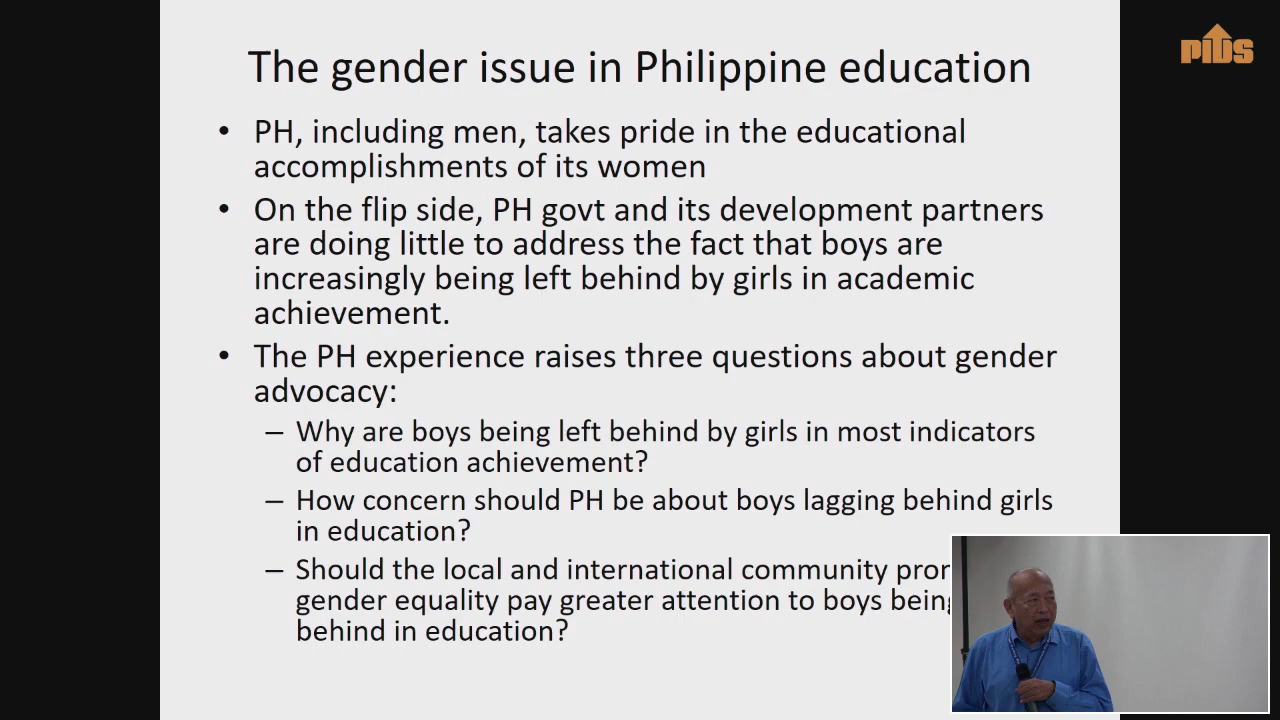 The gender issue in Philippine education
PIDS
• PH, including men, takes pride in the educational
accomplishments of its women
• On the flip side, PH govt and its development partners
are doing little to address the fact that boys are
increasingly being left behind by girls in academic
achievement.
• The PH experience raises three questions about gender
advocacy:
– Why are boys being left behind by girls in most indicators
of education achievement?
– How concern should PH be about boys lagging behind girls
in education?
– Should the local and international community
gender equality pay greater attention to boys
behind in education?